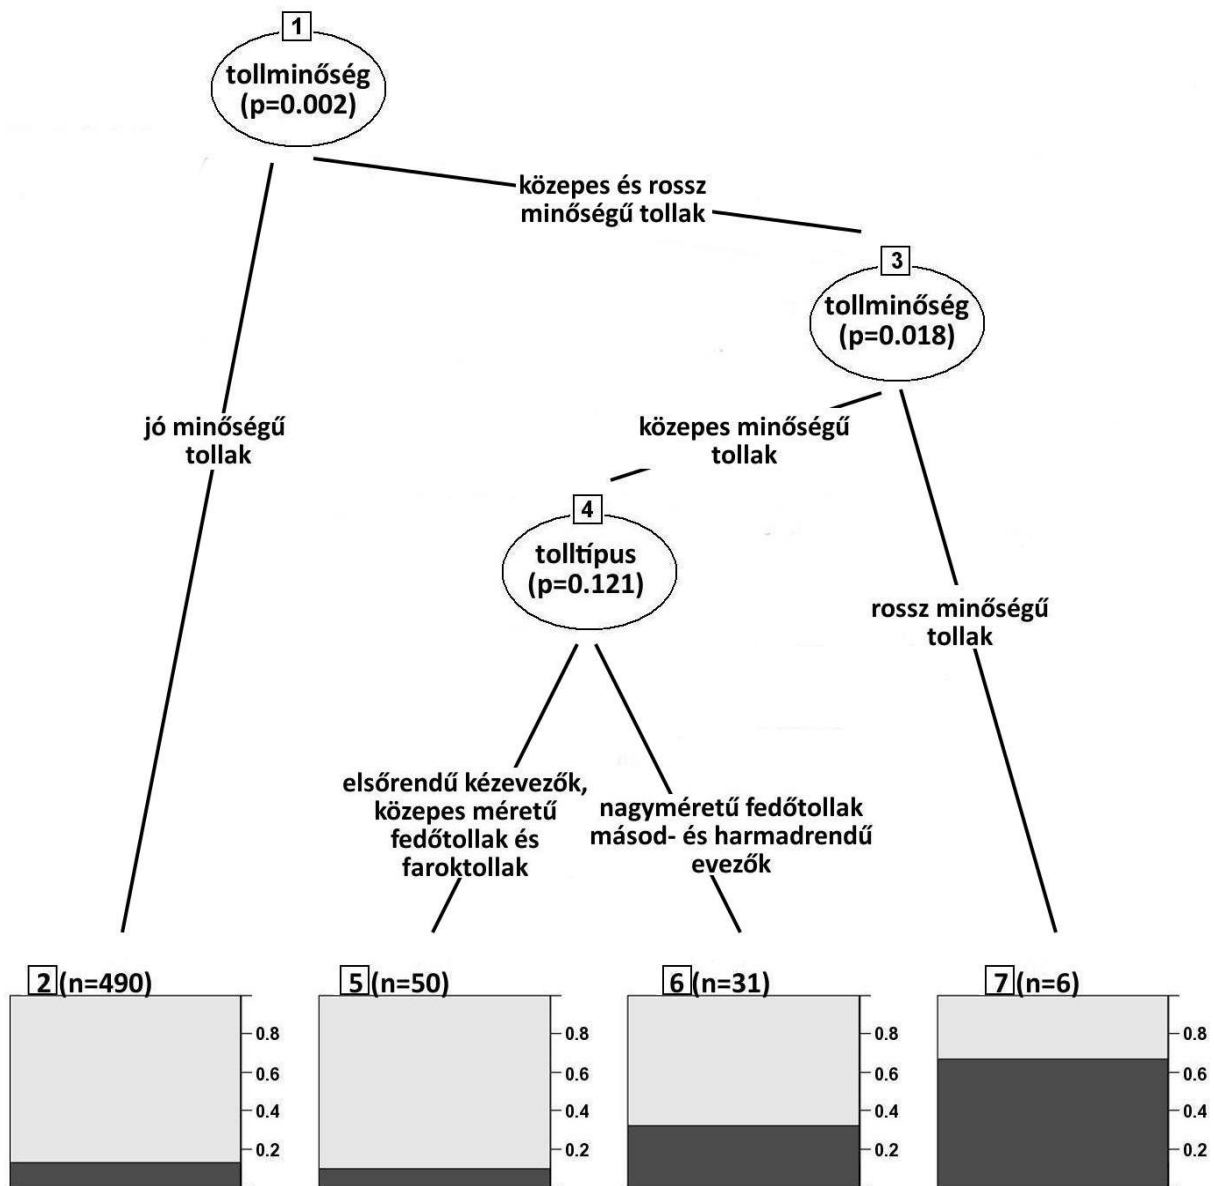 1
tollminőség
(p=0.002)
közepes és rossz
minőségű tollak
3
tollminőség
(p=0.018)
jó minőségű
tollak
közepes minőségű
tollak
4
tolltípus
(p=0.121)
rossz minőségű
tollak
elsőrendű kézevezők,
közepes méretű
fedőtollak és
faroktollak
nagyméretű fedőtollak
másod- és harmadrendű
evezők
2 (n=490)
0.8
0.6
0.4
0.2
5 (n=50)
0.8
0.6
0.4
0.2
6 (n=31)
0.8
0.6
0.4
0.2
7 (n=6)
0.8
0.6
0.4
0.2